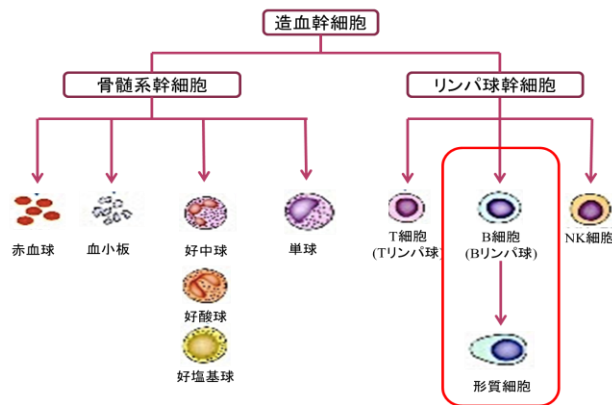 造血幹細胞
骨髄系幹細胞
リンパ球幹細胞
赤血球
血小板
好中球
単球
T細胞
(Tリンパ球)
B細胞
(Bリンパ球)
NK細胞
好酸球
好塩基球
形質細胞